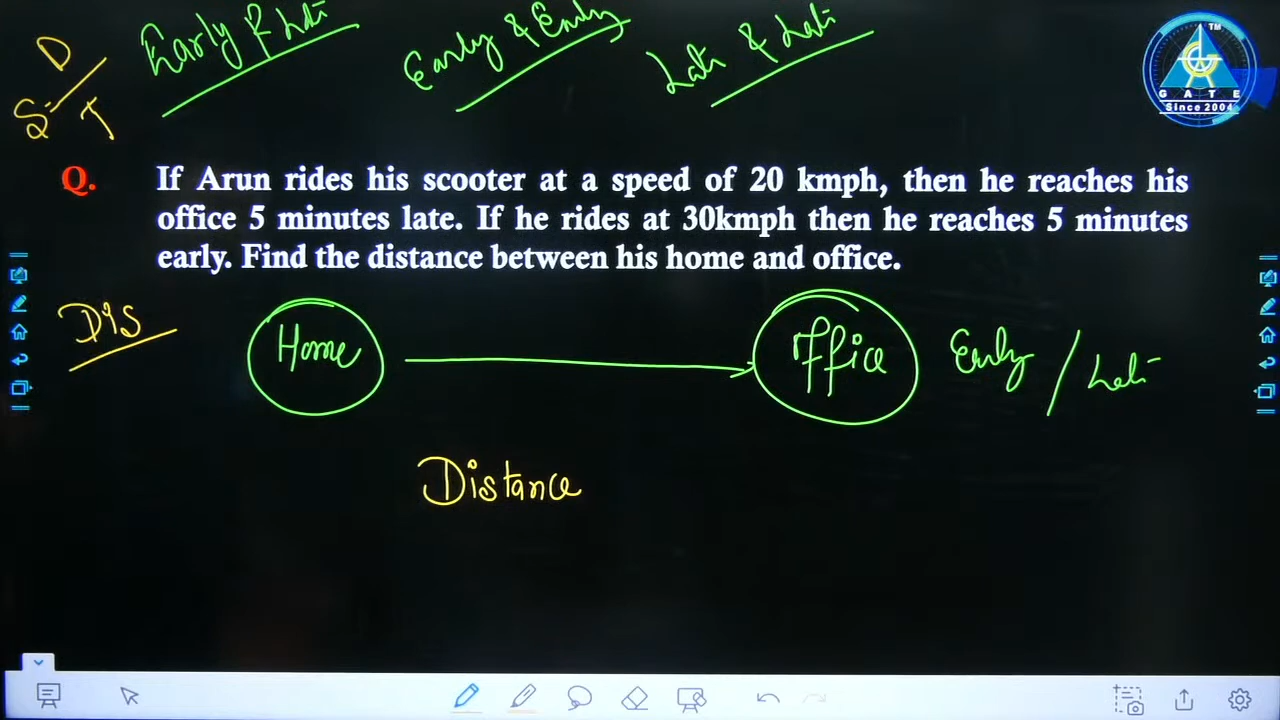 Early & Late
Early & Early
Late & Late
D
S T
GATE
Since 2004
TM
Q. If Arun rides his scooter at a speed of 20 kmph, then he reaches his
office 5 minutes late. If he rides at 30kmph then he reaches 5 minutes
early. Find the distance between his home and office.
D/S
Home
Office
Early / Late
Distance